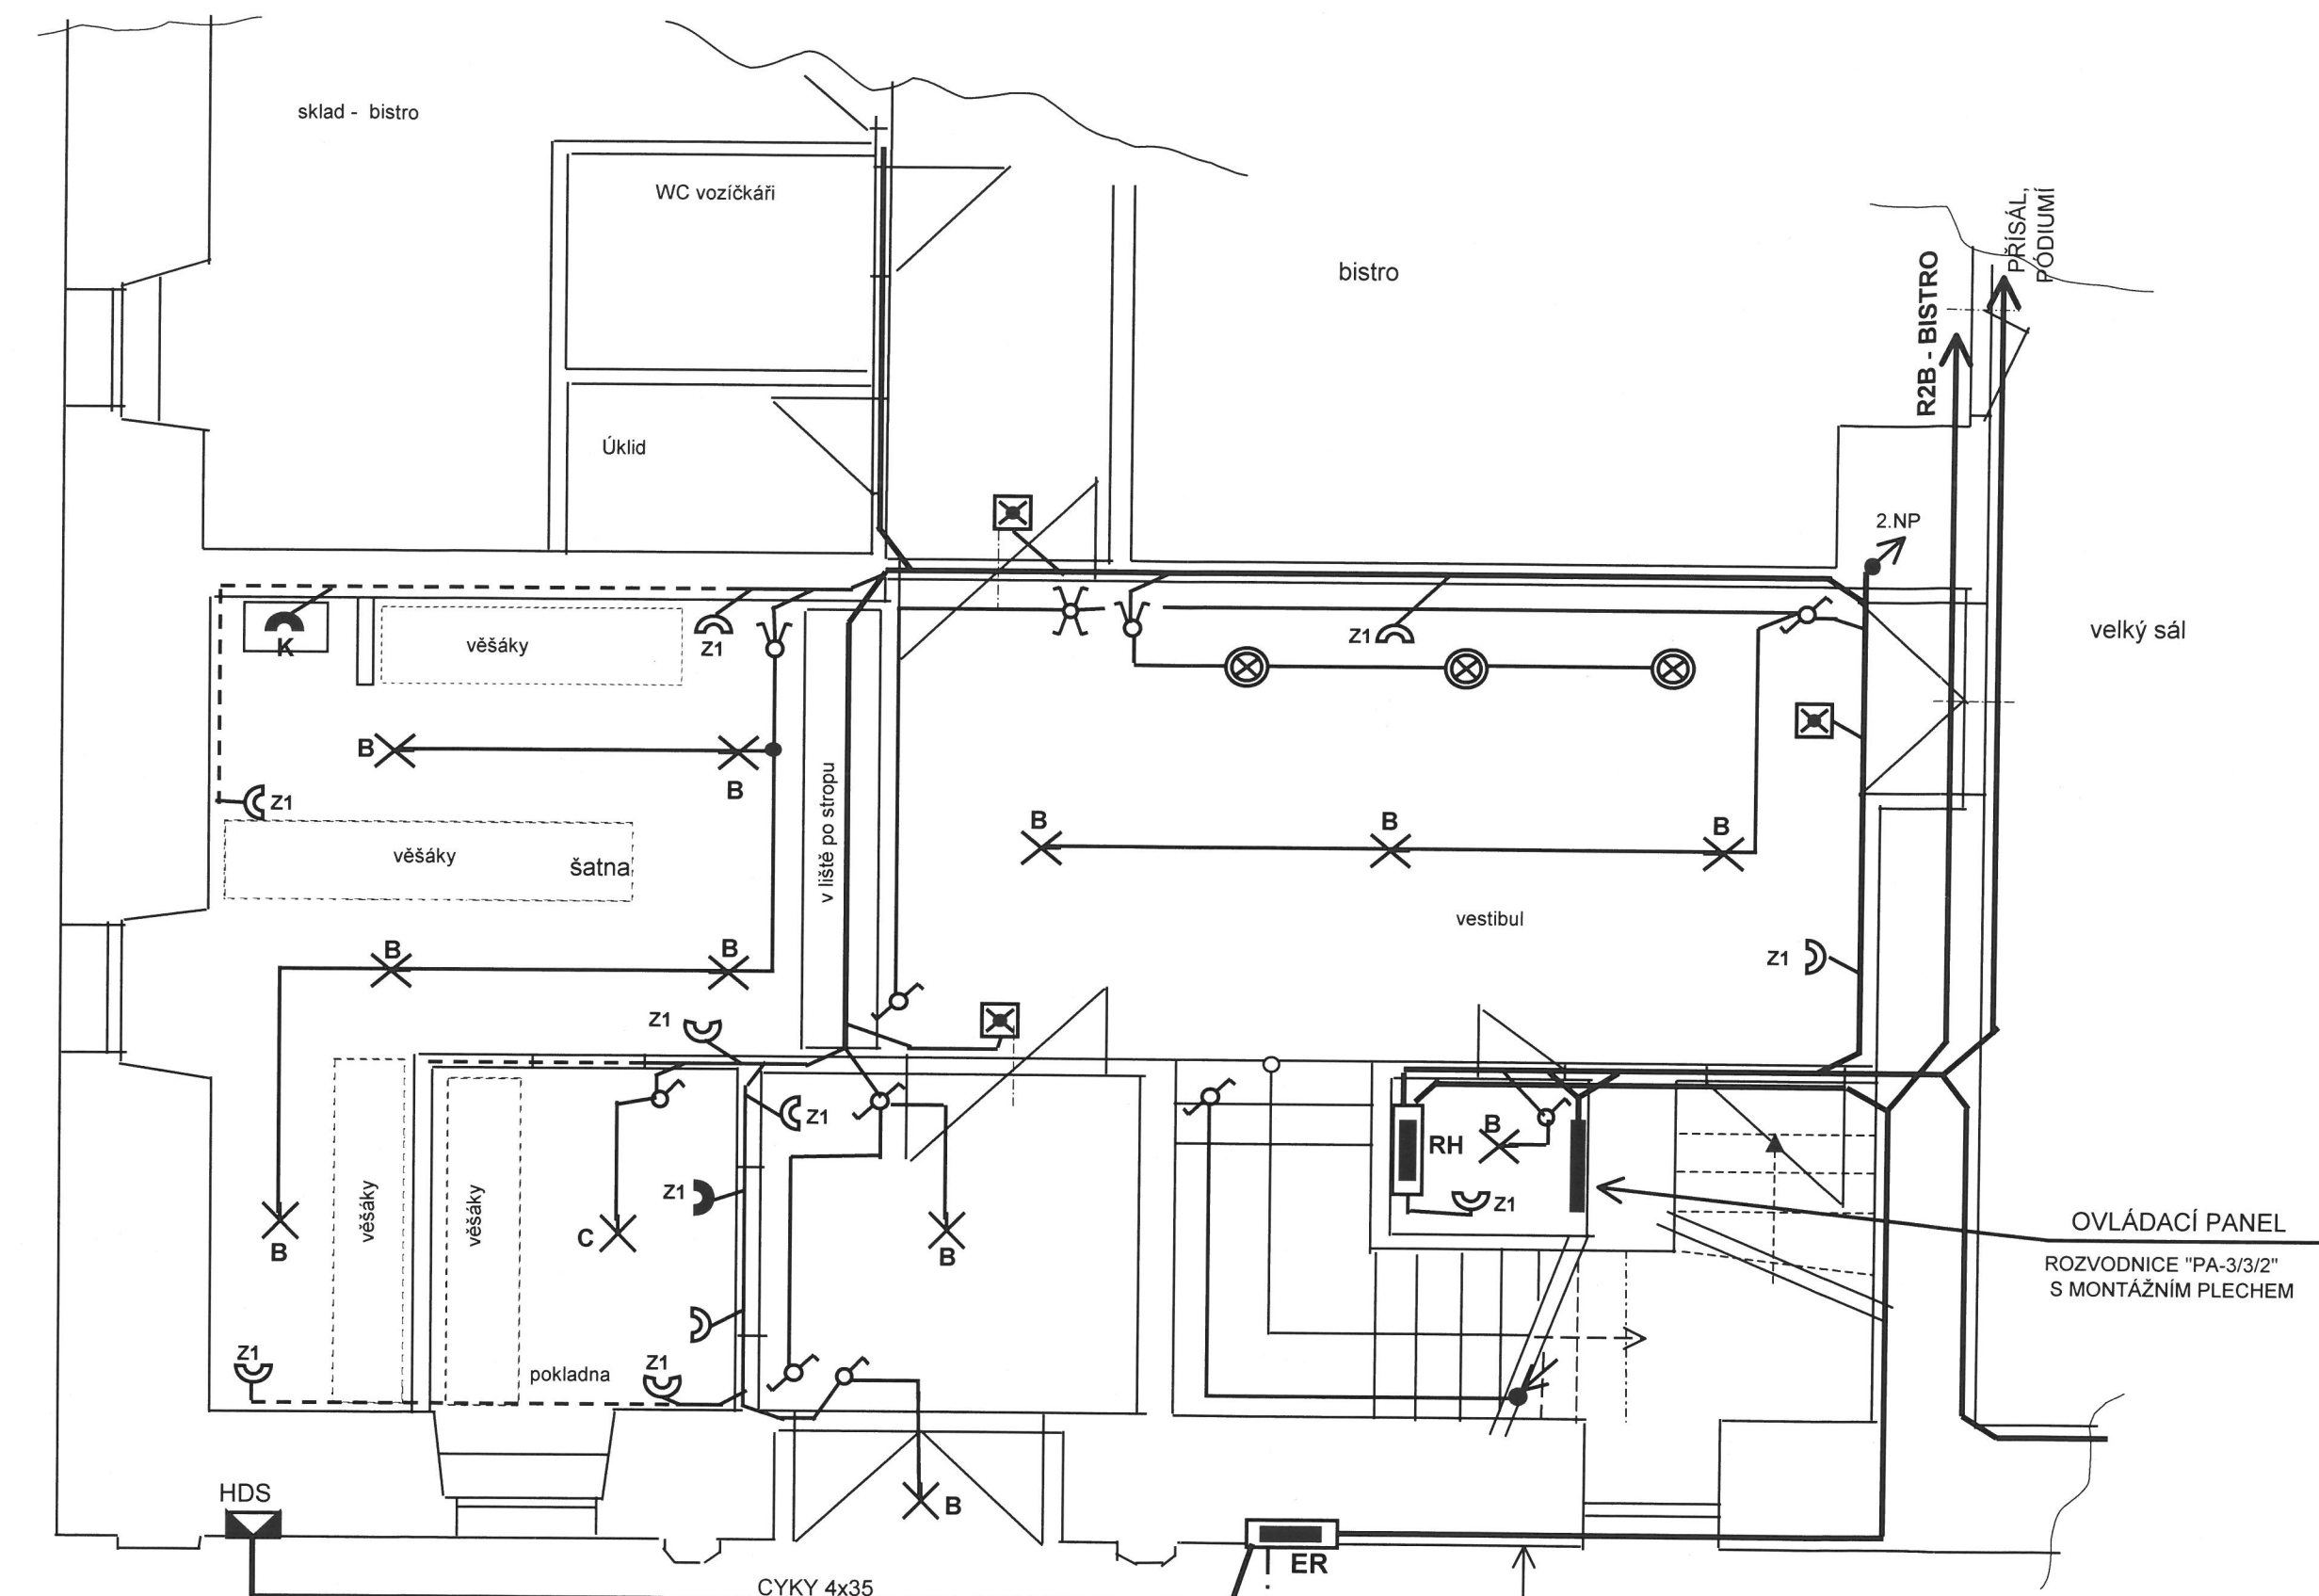 sklad - bistro
WC vozíčkáři
bistro
PŘÍSÁL,
PÓDIUMÍ
R2B - BISTRO
Úklid
2.NP
velký sál
K
věšáky
Z1
Z1
B
B
Z1
věšáky
šatna
v liště po stropu
B
B
B
vestibul
B
B
Z1
Z1
Z1
B
RH
Z1
Z1
věšáky
věšáky
C
B
B
OVLÁDACÍ PANEL
ROZVODNICE "PA-3/3/2"
S MONTÁŽNÍM PLECHEM
Z1
Z1
pokladna
HDS
B
ER
CYKY 4x35